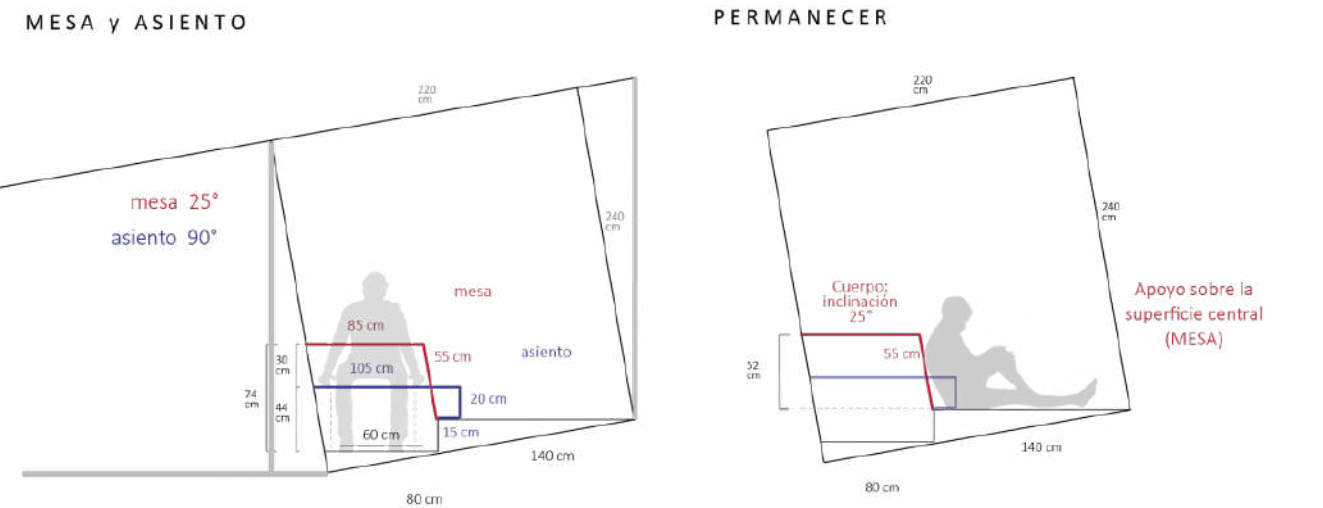 MESA y ASIENTO
220
cm
mesa 25°
asiento 90°
240
cm
mesa
85 cm
55 cm
asiento
30
cm
105 cm
74
cm
44
cm
20 cm
60 cm
15 cm
140 cm
80 cm
PERMANECER
220
cm
240
cm
Cuerpo:
inclinación
25°
Apoyo sobre la
superficie central
(MESA)
55 cm
52
cm
140 cm
80 cm